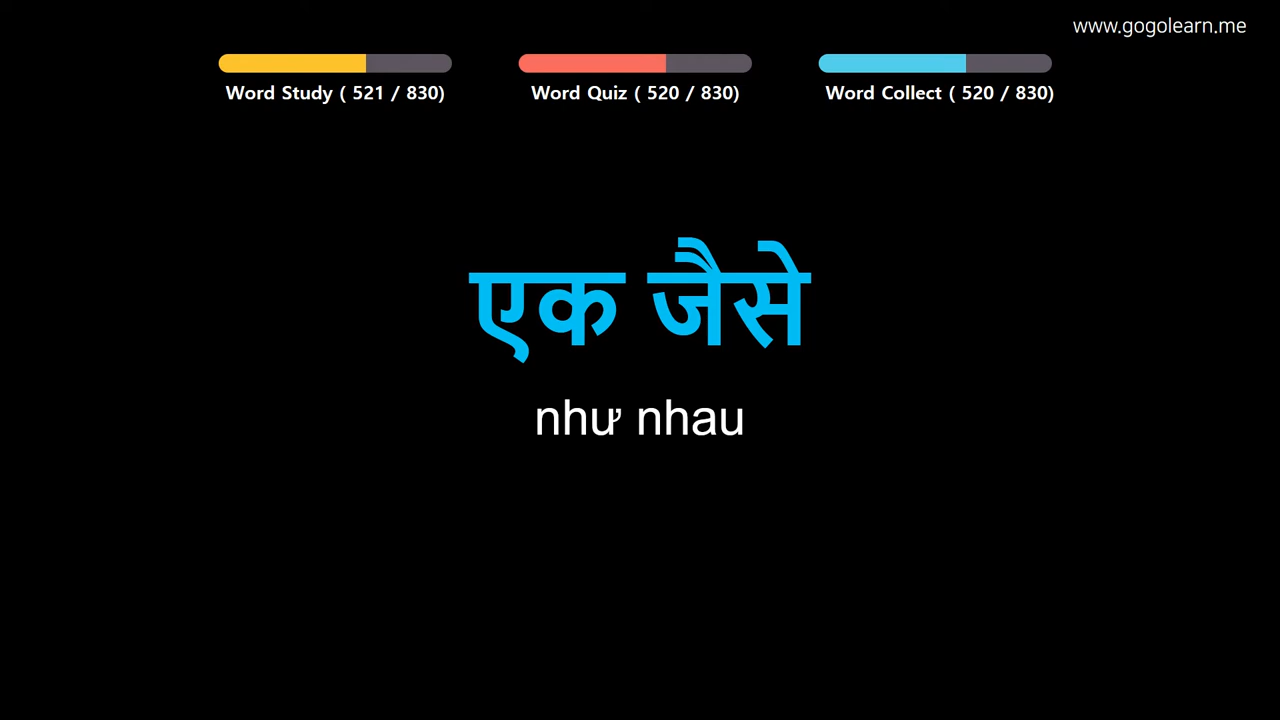 www.gogolearn.me
Word Study ( 521 / 830)
Word Quiz ( 520 / 830)
Word Collect ( 520 / 830)
एक जैसे
như nhau